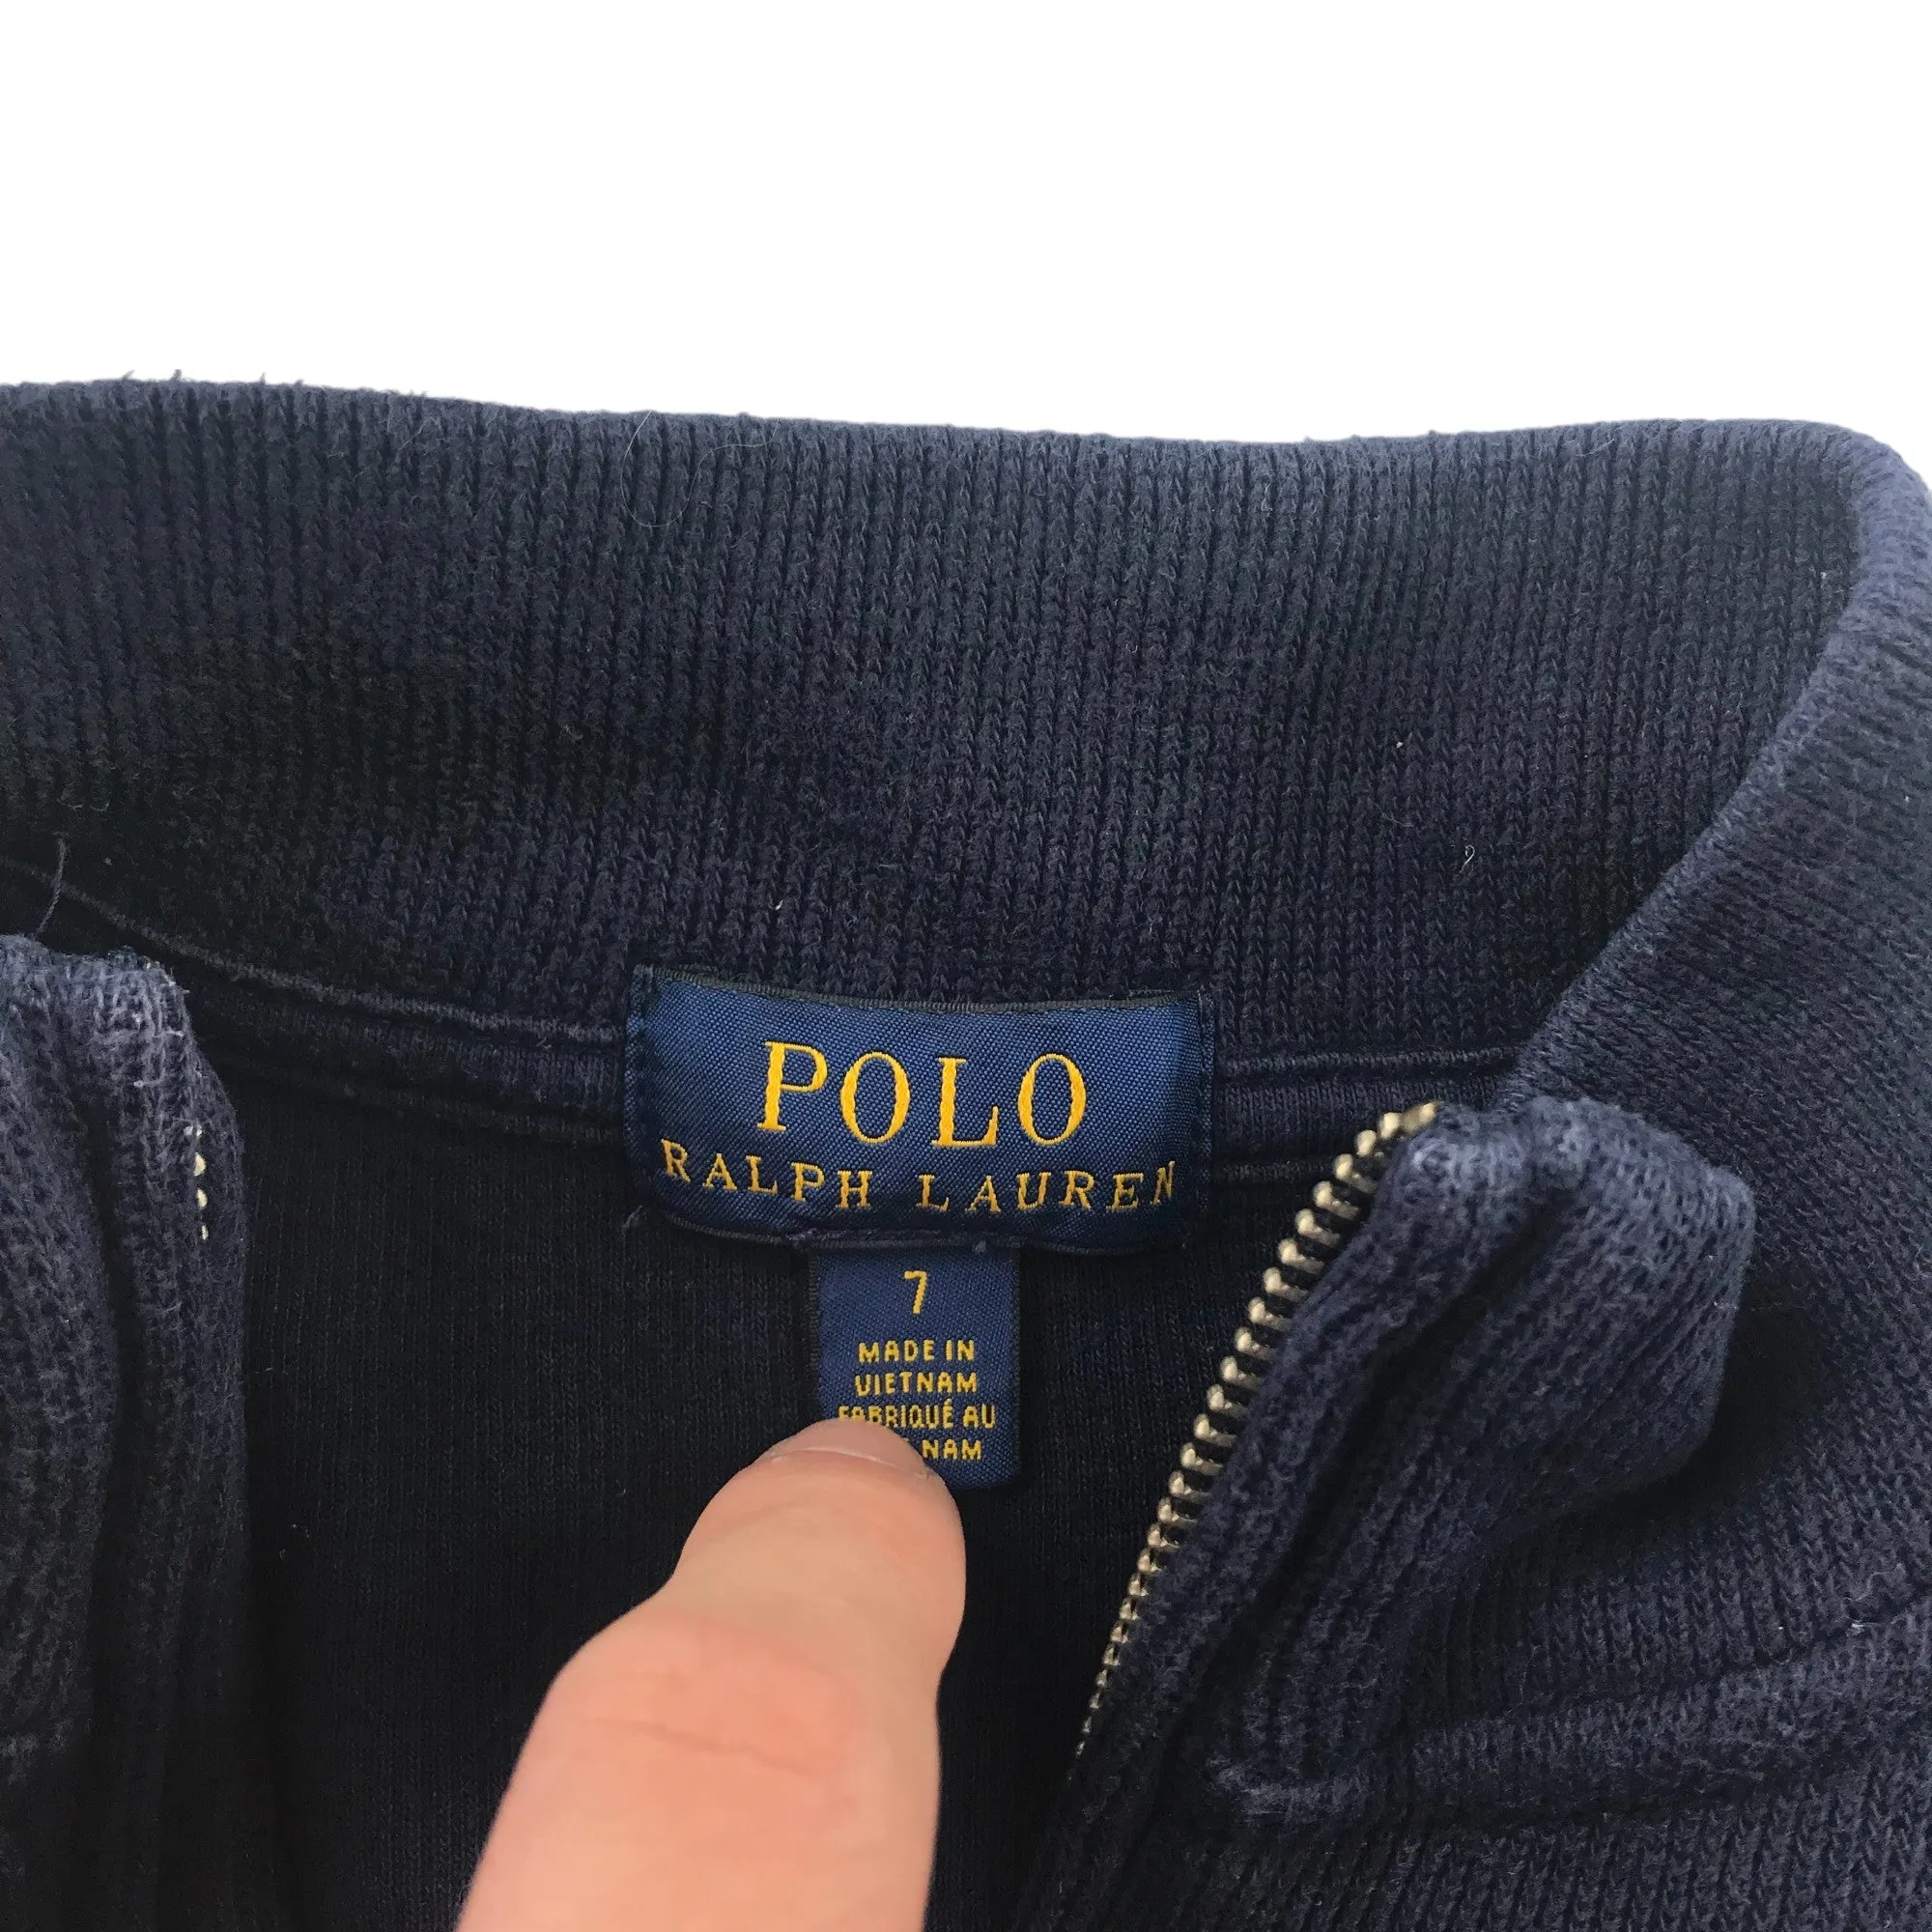 POLO
RALPH LAUREN
7
MADE IN
VIETNAM
FABRIQUÉ AU
NAM